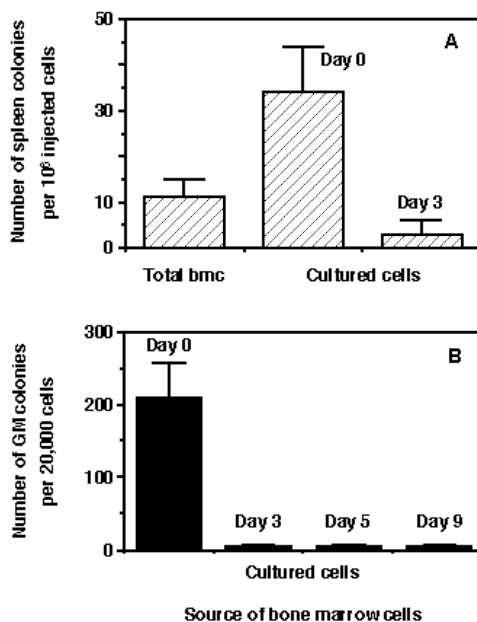 Number of spleen colonies
per 10⁶ injected cells
50
30
10
0
A
Day 0
Day 3
Total bmc
Cultured cells
Number of GM colonies
per 20,000 cells
300
200
100
0
B
Day 0
Day 3
Day 5
Day 9
Cultured cells
Source of bone marrow cells